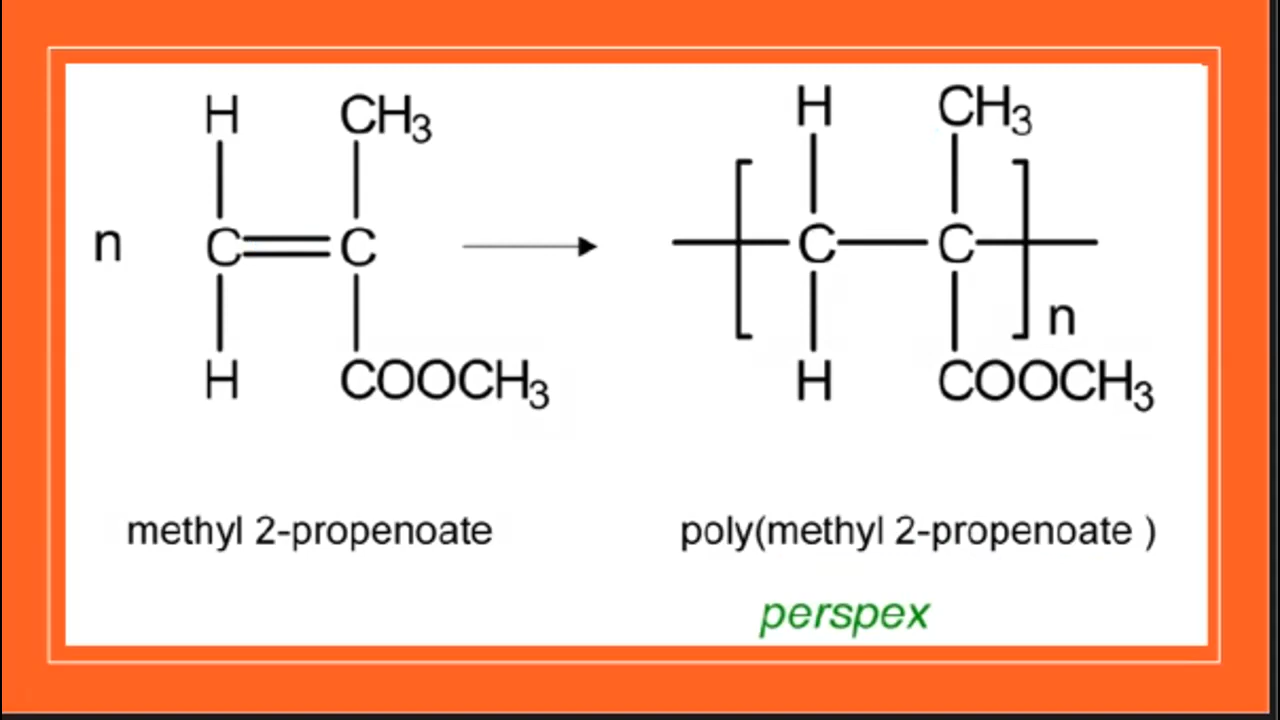 H CH3 H CH3
n C=C → [C—C]n
H COOCH3 H COOCH3
methyl 2-propenoate poly(methyl 2-propenoate )
perspex